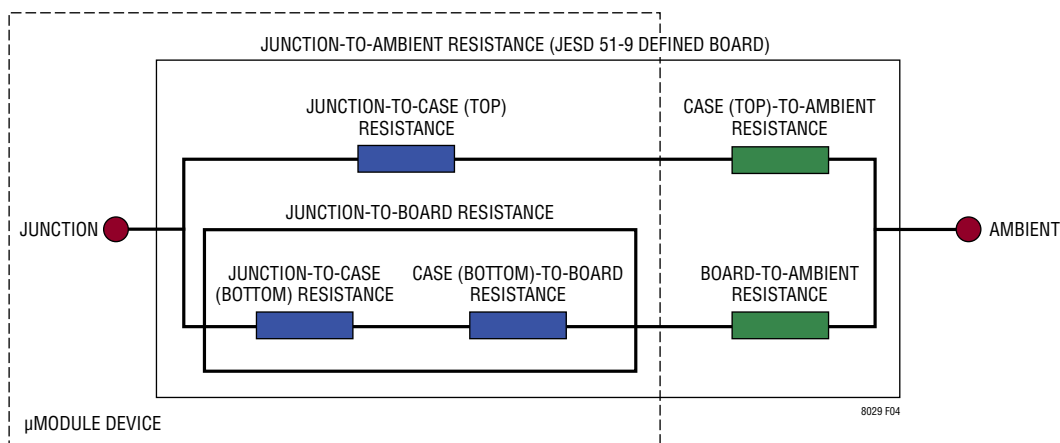 JUNCTION-TO-AMBIENT RESISTANCE (JESD 51-9 DEFINED BOARD)
JUNCTION-TO-CASE (TOP)
RESISTANCE
CASE (TOP)-TO-AMBIENT
RESISTANCE
JUNCTION-TO-BOARD RESISTANCE
JUNCTION
AMBIENT
JUNCTION-TO-CASE
(BOTTOM) RESISTANCE
CASE (BOTTOM)-TO-BOARD
RESISTANCE
BOARD-TO-AMBIENT
RESISTANCE
8029 F04
µMODULE DEVICE